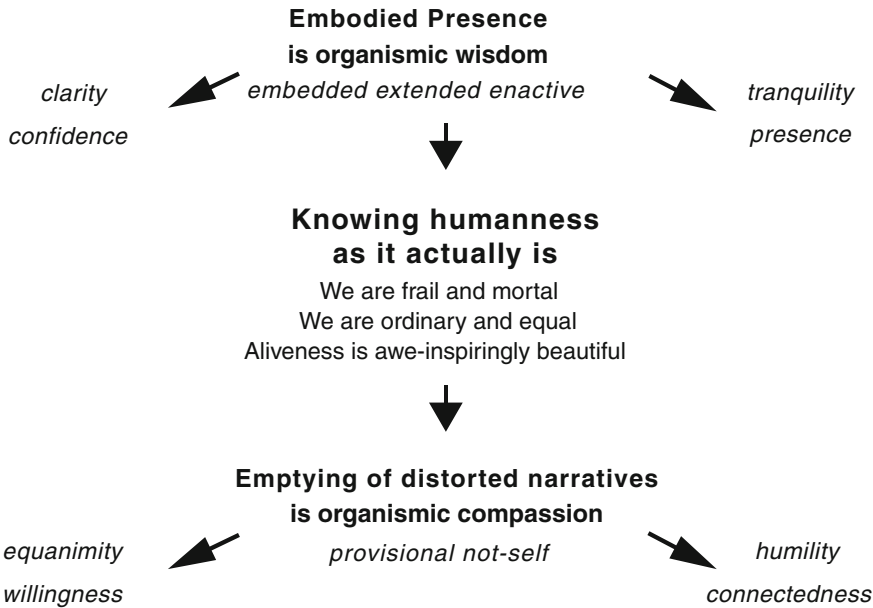 Embodied Presence
is organismic wisdom
embedded extended enactive
clarity
confidence
tranquility
presence
Knowing humanness
as it actually is
We are frail and mortal
We are ordinary and equal
Aliveness is awe-inspiringly beautiful
Emptying of distorted narratives
is organismic compassion
provisional not-self
equanimity
willingness
humility
connectedness